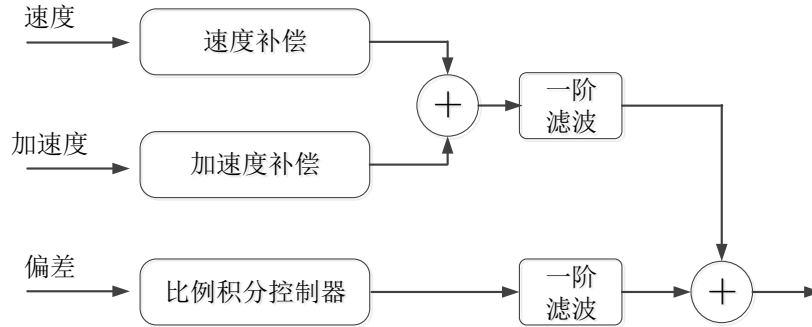 速度
速度补偿
+
一阶
滤波
加速度
加速度补偿
偏差
比例积分控制器
一阶
滤波
+